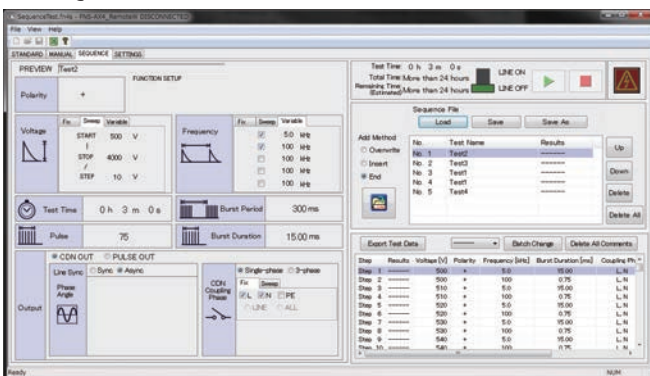 SequenceTest.fn4s - FNS-AX4_RemoteⅢ DISCONNECTED
File View Help
STANDARD MANUAL SEQUENCE SETTINGS
PREVIEW Test2
FUNCTION SETUP
Polarity +
Voltage
Fix Sweep Variable
START 500 V
STOP 4000 V
/
STEP 10 V
Frequency
Fix Sweep Variable
5.0 kHz
100 kHz
100 kHz
100 kHz
100 kHz
Test Time 0 h 3 m 0 s
Burst Period 300 ms
Pulse 75
Burst Duration 15.00 ms
Output
CDN OUT PULSE OUT
Line Sync Sync Async
Phase Angle
CDN Coupling Phase
Single-phase 3-phase
Fix Sweep
L N PE
LINE ALL
Test Time: 0 h 3 m 0 s
Total Time: More than 24 hours
Remaining Time: More than 24 hours
(Estimated)
LINE ON
LINE OFF
Sequence File
Load Save Save As
Add Method
Overwrite
Insert
End
No. Test Name Results
No. 1 Test2 -------
No. 2 Test3 -------
No. 3 Test1 -------
No. 4 Test1 -------
No. 5 Test4 -------
Up
Down
Delete
Delete All
Export Test Data ------- Batch Change Delete All Comments
Step Results Voltage [V] Polarity Frequency [kHz] Burst Duration [ms] Coupling Ph
Step 1 ------- 500 + 5.0 15.00 L, N
Step 2 ------- 500 + 100 0.75 L, N
Step 3 ------- 510 + 5.0 15.00 L, N
Step 4 ------- 510 + 100 0.75 L, N
Step 5 ------- 520 + 5.0 15.00 L, N
Step 6 ------- 520 + 100 0.75 L, N
Step 7 ------- 530 + 5.0 15.00 L, N
Step 8 ------- 530 + 100 0.75 L, N
Step 9 ------- 540 + 5.0 15.00 L, N
Step 10 ------- 540 + 100 0.75 L, N
Ready
NUM